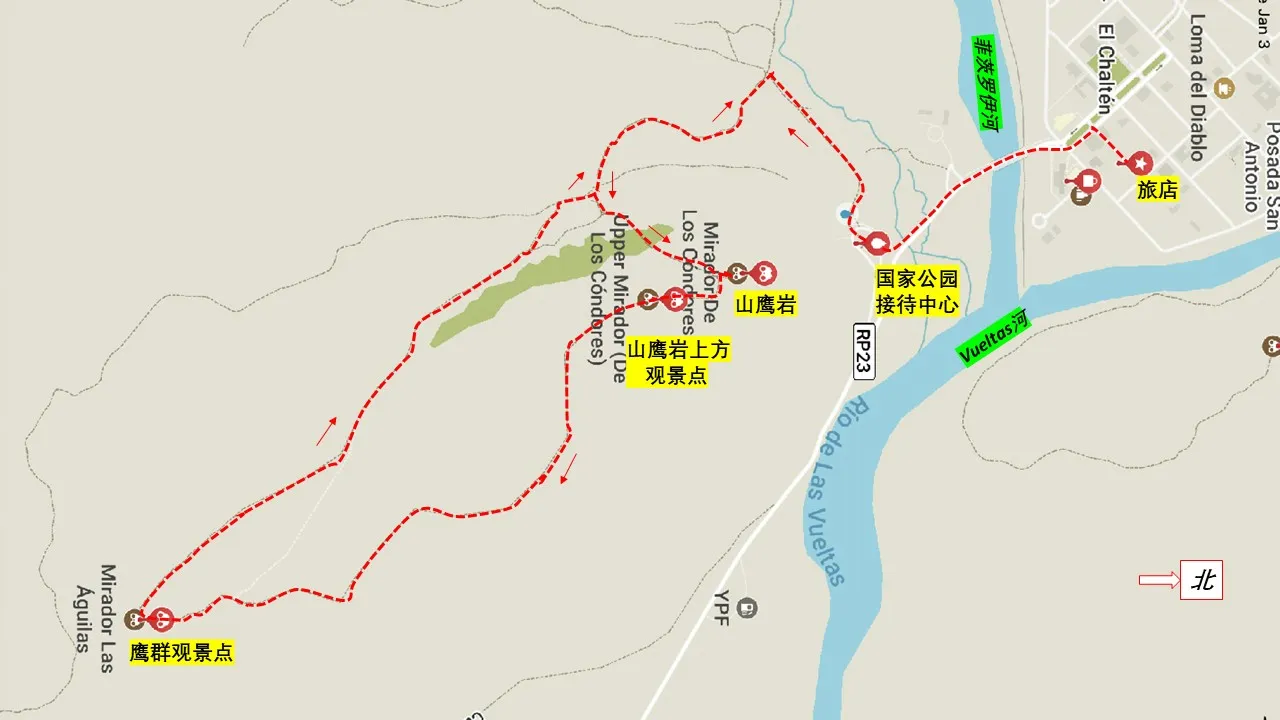 e Jan 3
Loma del Diablo
El Chaltén
Posada San
Antonio
菲茨罗伊河
旅店
国家公园
接待中心
Mirador De
Los Cóndores
Upper Mirador (De
Los Cóndores)
山鹰岩
山鹰岩上方
观景点
RP23
Vueltas河
Río de Las Vueltas
YPF
北
Mirador Las
Águilas
鹰群观景点